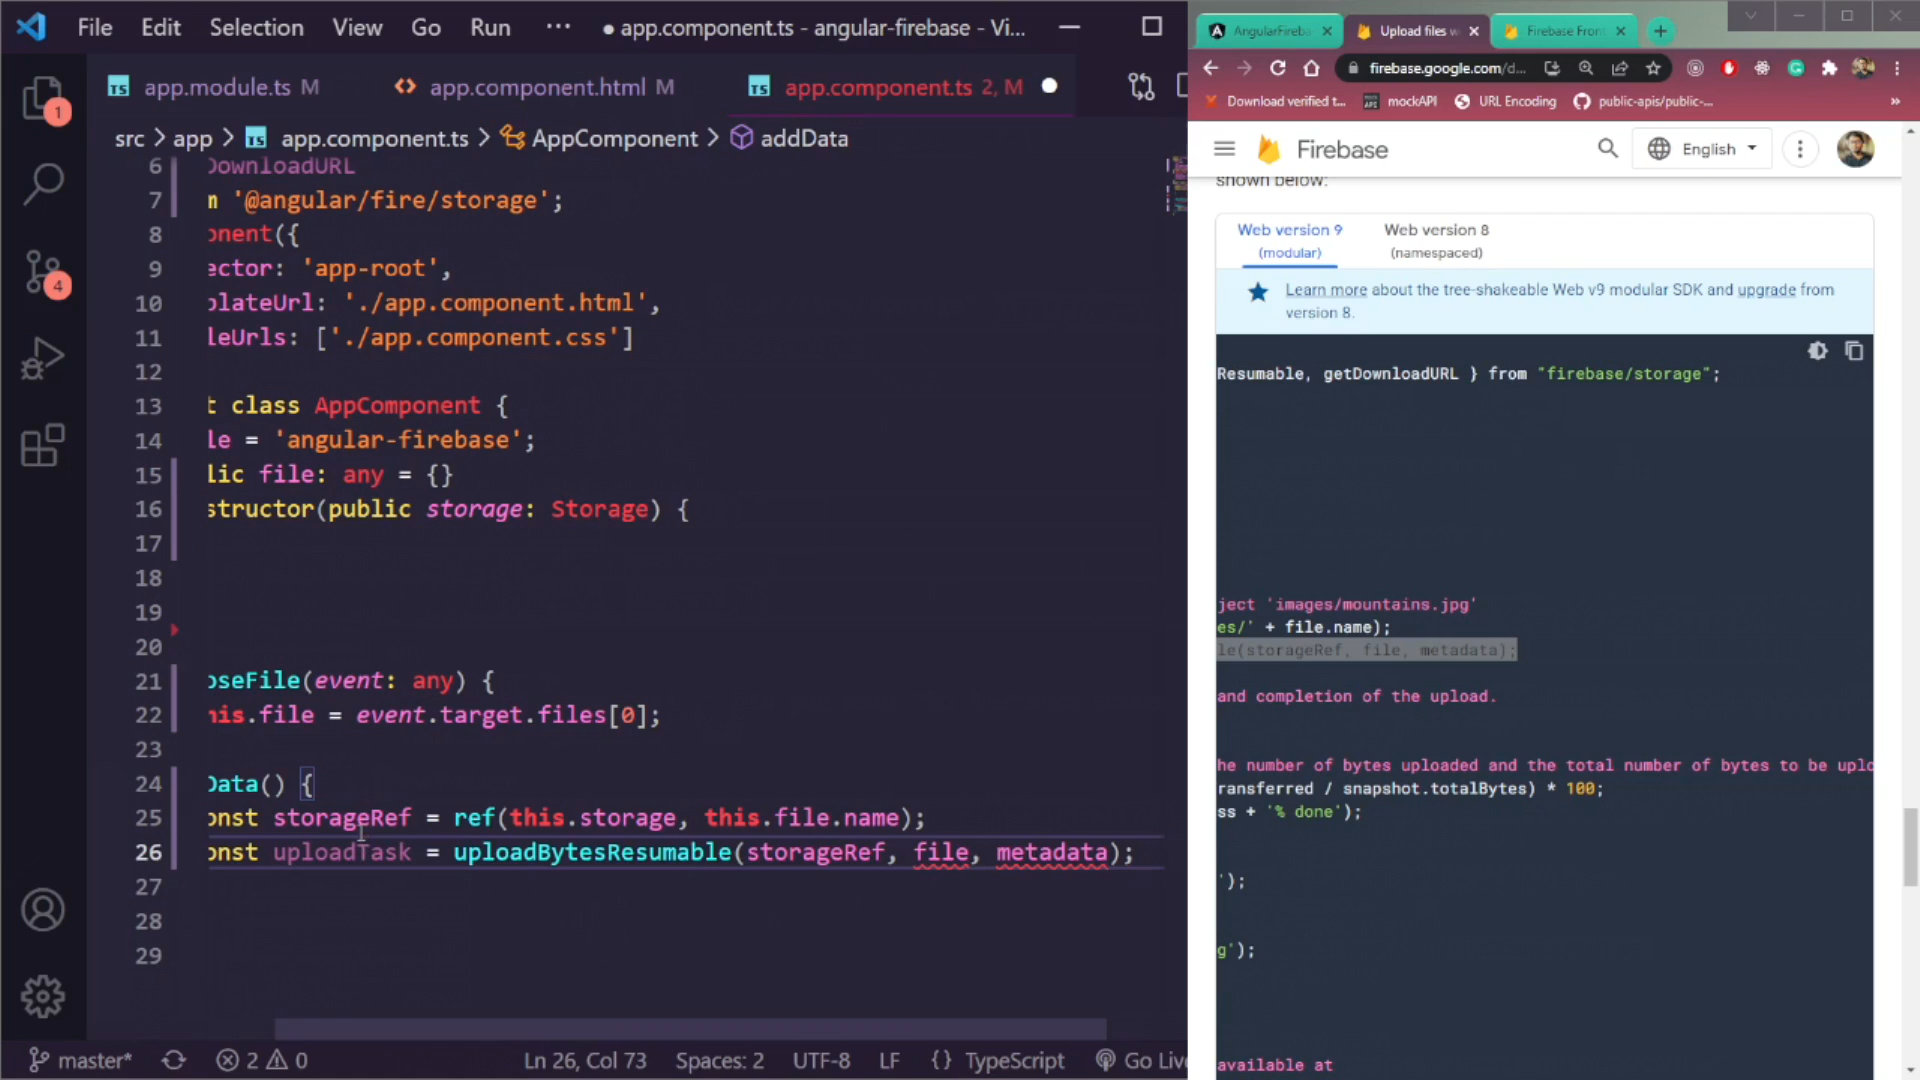 File Edit Selection View Go Run ··· ● app.component.ts - angular-firebase - Vi...
app.module.ts M
app.component.html M
app.component.ts 2, M
src > app > TS app.component.ts > AppComponent > addData
6 DownloadURL
7 m '@angular/fire/storage';
8 onent({
9 ector: 'app-root',
10 plateUrl: './app.component.html',
11 leUrls: ['./app.component.css']
12
13 t class AppComponent {
14 le = 'angular-firebase';
15 lic file: any = {}
16 structor(public storage: Storage) {
17
18
19
20
21 oseFile(event: any) {
22 his.file = event.target.files[0];
23
24 Data() {
25 onst storageRef = ref(this.storage, this.file.name);
26 onst uploadTask = uploadBytesResumable(storageRef, file, metadata);
27
28
29
1
4
master* 2 0 Ln 26, Col 73 Spaces: 2 UTF-8 LF {} TypeScript Go Live
AngularFireba
Upload files w
Firebase Fron
firebase.google.com/d...
Download verified t... mockAPI URL Encoding public-apis/public-... »
Firebase
English
shown below:
Web version 9
(modular)
Web version 8
(namespaced)
Learn more about the tree-shakeable Web v9 modular SDK and upgrade from
version 8.
Resumable, getDownloadURL } from "firebase/storage";
ject 'images/mountains.jpg'
es/' + file.name);
le(storageRef, file, metadata);
and completion of the upload.
he number of bytes uploaded and the total number of bytes to be uplo
ransferred / snapshot.totalBytes) * 100;
ss + '% done');
');
g');
available at